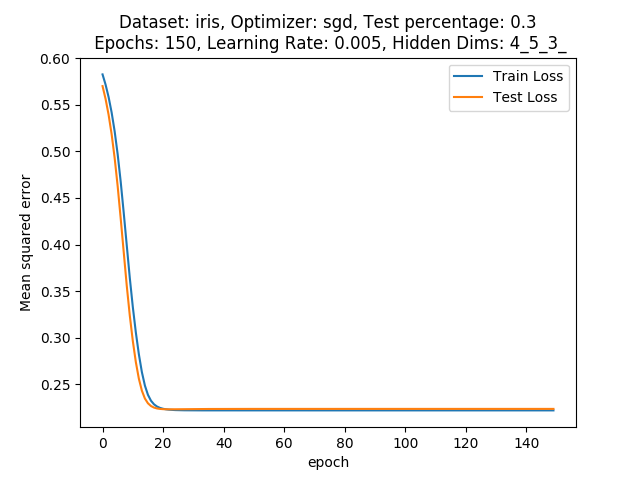 Dataset: iris, Optimizer: sgd, Test percentage: 0.3
Epochs: 150, Learning Rate: 0.005, Hidden Dims: 4_5_3_
Train Loss
Test Loss
Mean squared error
0.60
0.55
0.50
0.45
0.40
0.35
0.30
0.25
0 20 40 60 80 100 120 140
epoch